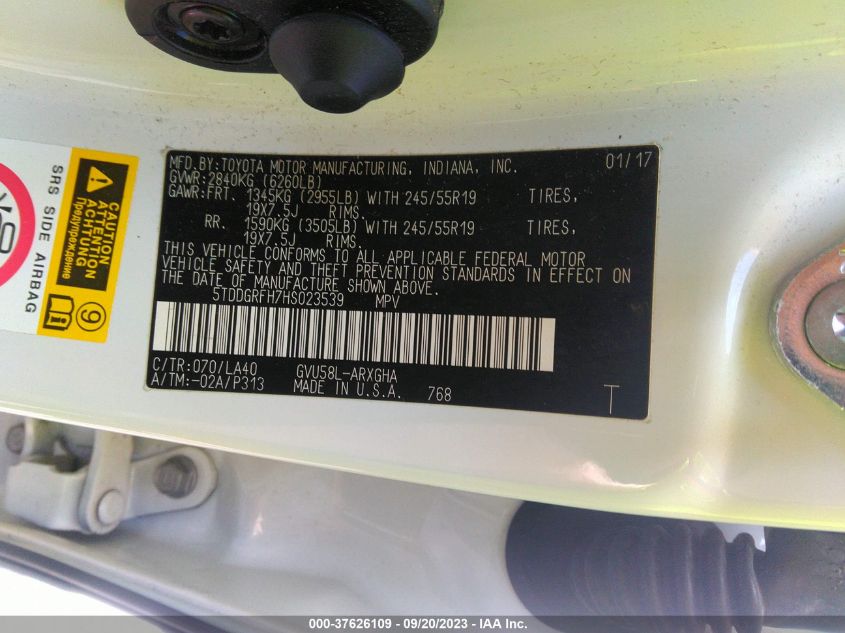 MFD.BY:TOYOTA MOTOR MANUFACTURING, INDIANA, INC. 01/17
GVWR:2840KG (6260LB)
GAWR:FRT. 1345KG (2955LB) WITH 245/55R19 TIRES,
19X7.5J RIMS.
RR. 1590KG (3505LB) WITH 245/55R19 TIRES,
19X7.5J RIMS.
THIS VEHICLE CONFORMS TO ALL APPLICABLE FEDERAL MOTOR
VEHICLE SAFETY AND THEFT PREVENTION STANDARDS IN EFFECT ON
THE DATE OF MANUFACTURE SHOWN ABOVE.
5TDDGRFH7HS023539 MPV
C/TR:070/LA40 GVU58L-ARXGHA
A/TM:-02A/P313 MADE IN U.S.A. 768 T
SRS SIDE AIRBAG
CAUTION
ATTENTION
ACHTUNG
Предупреждение
9
000-37626109 - 09/20/2023 - IAA Inc.